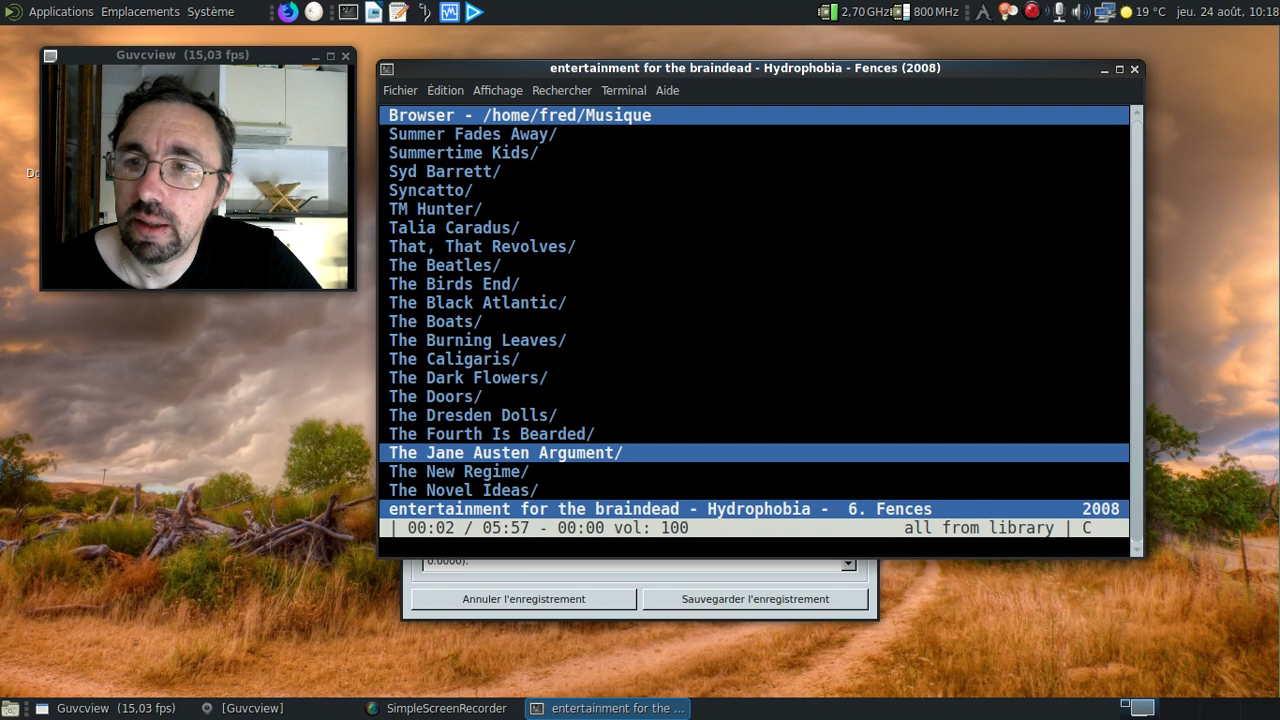 Applications Emplacements Système
2,70 GHz 800 MHz 19 °C jeu. 24 août, 10:18
Guvcview (15,03 fps)
entertainment for the braindead - Hydrophobia - Fences (2008)
Fichier Édition Affichage Rechercher Terminal Aide
Browser - /home/fred/Musique
Summer Fades Away/
Summertime Kids/
Syd Barrett/
Syncatto/
TM Hunter/
Talia Caradus/
That, That Revolves/
The Beatles/
The Birds End/
The Black Atlantic/
The Boats/
The Burning Leaves/
The Caligaris/
The Dark Flowers/
The Doors/
The Dresden Dolls/
The Fourth Is Bearded/
The Jane Austen Argument/
The New Regime/
The Novel Ideas/
entertainment for the braindead - Hydrophobia - 6. Fences 2008
| 00:02 / 05:57 - 00:00 vol: 100 all from library | C
Annuler l'enregistrement Sauvegarder l'enregistrement
Guvcview (15,03 fps) [Guvcview] SimpleScreenRecorder entertainment for the ...